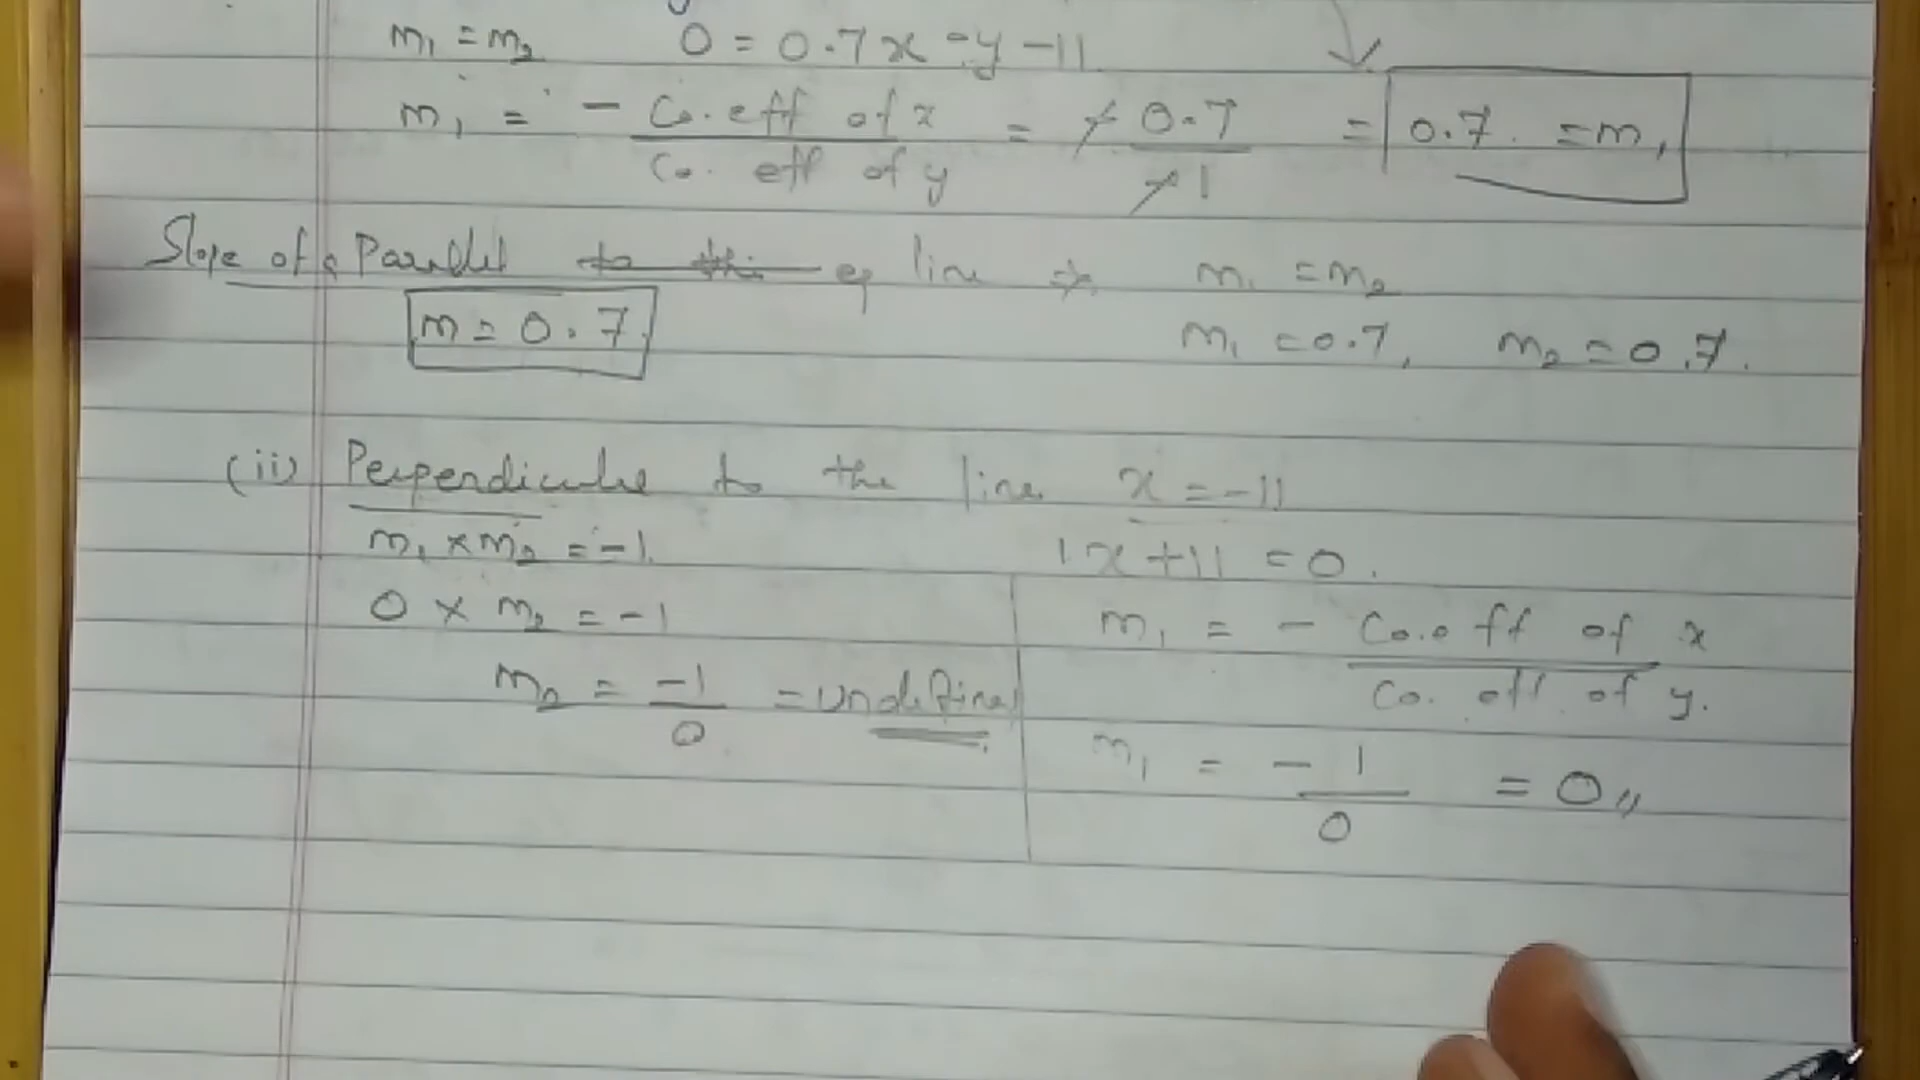 m₁ = m₂ 0 = 0.7x - y - 11
m₁ = - Co.eff of x / Co.eff of y = - 0.7 / - 1 = 0.7 = m₁
Slope of a Parallel to this eq line ⇒ m₁ = m₂
m = 0.7 m₁ = 0.7, m₂ = 0.7.
(ii) Perpendicular to the line x = -11
m₁ × m₂ = -1. 1x + 11 = 0.
0 × m₂ = -1 m₁ = - Co.eff of x / Co.eff of y.
m₂ = -1 / 0 = undefined
m₁ = - 1 / 0 = 0,,